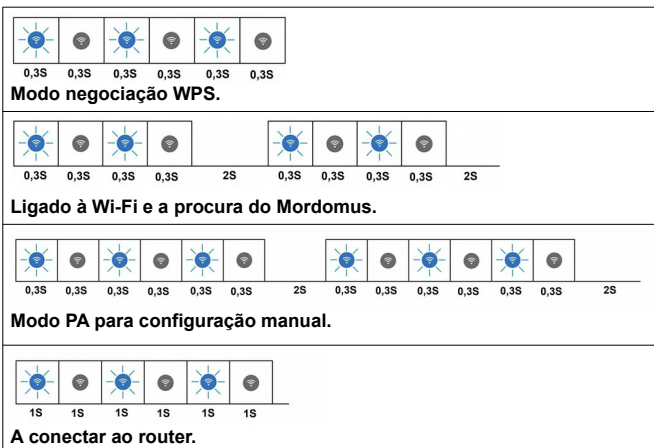 0,3S 0,3S 0,3S 0,3S 0,3S 0,3S
Modo negociação WPS.
0,3S 0,3S 0,3S 0,3S 2S 0,3S 0,3S 0,3S 0,3S 2S
Ligado à Wi-Fi e a procura do Mordomus.
0,3S 0,3S 0,3S 0,3S 0,3S 0,3S 2S 0,3S 0,3S 0,3S 0,3S 0,3S 0,3S 2S
Modo PA para configuração manual.
1S 1S 1S 1S 1S 1S
A conectar ao router.